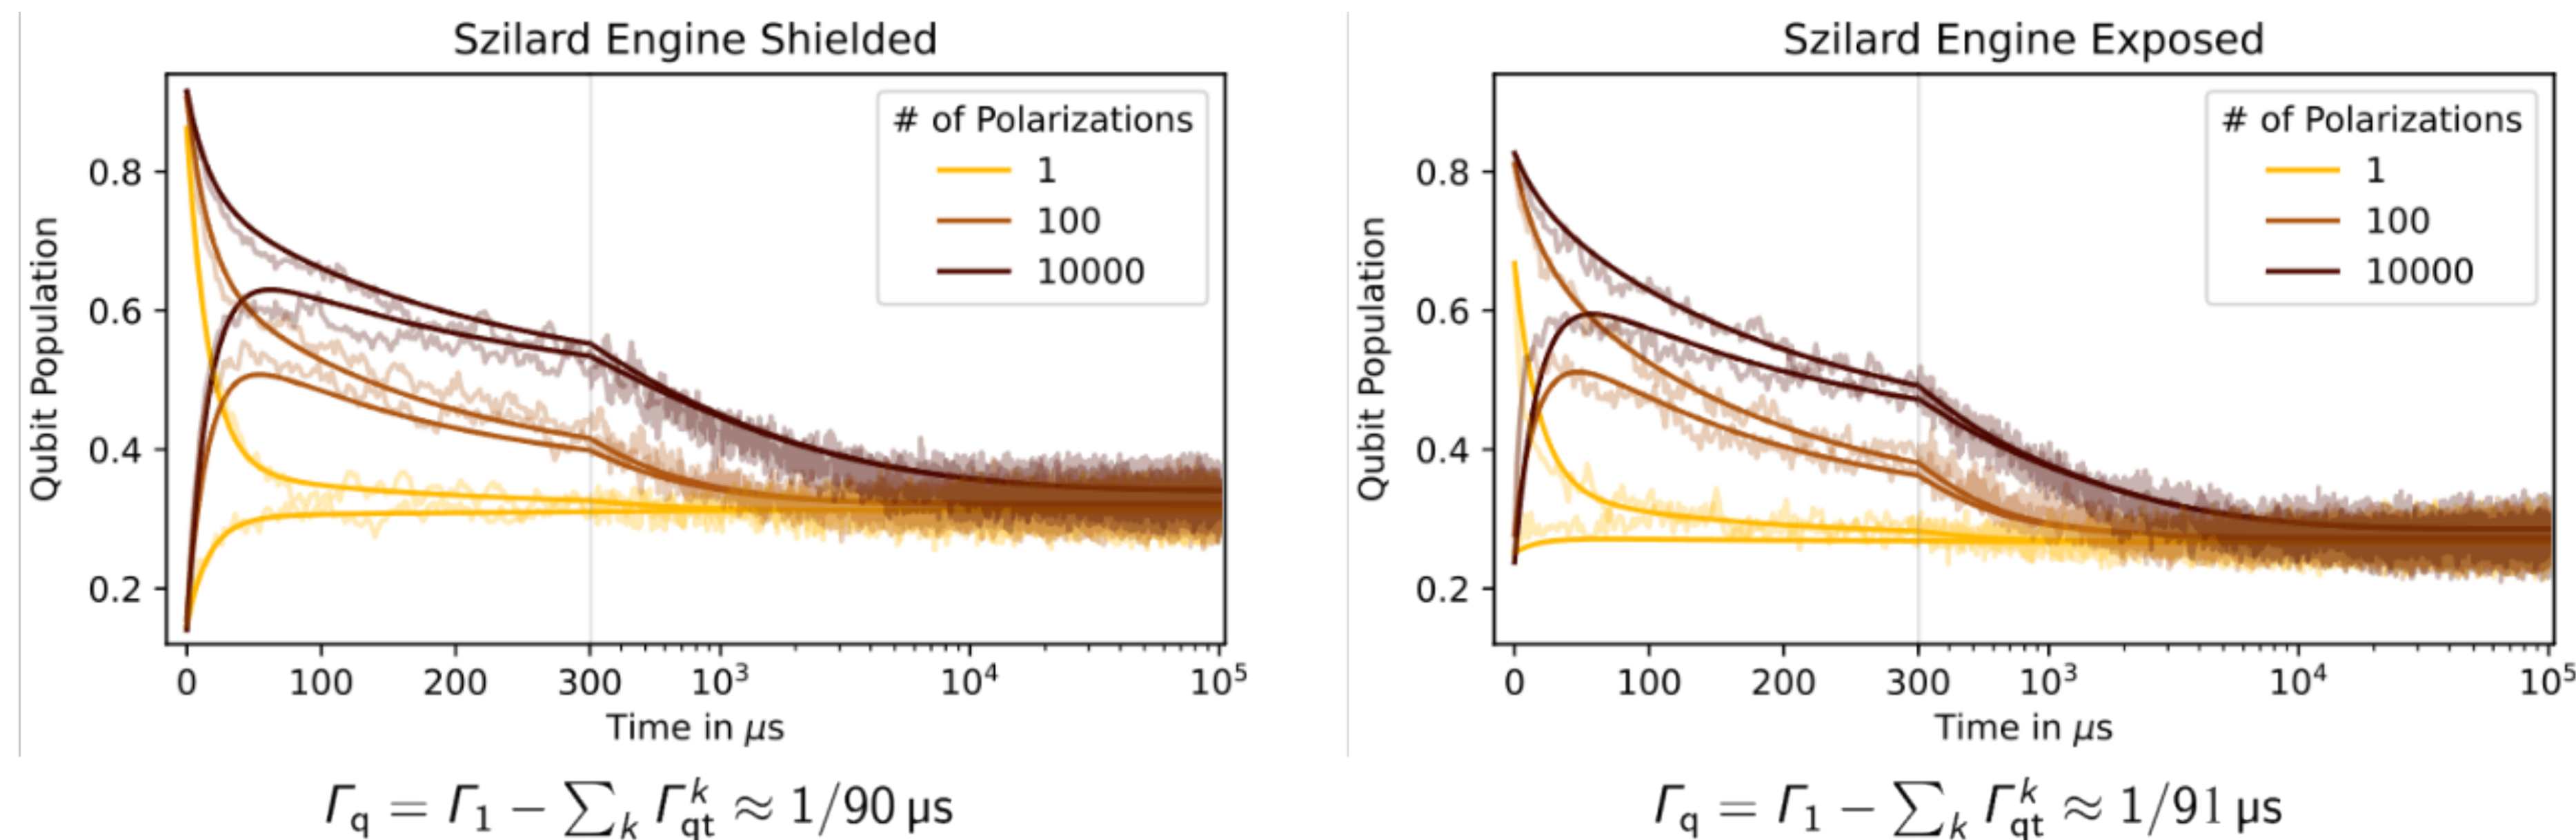 Szilard Engine Shielded
# of Polarizations
1
100
10000
0.8
0.6
0.4
0.2
Qubit Population
0 100 200 300 10³ 10⁴ 10⁵
Time in μs
Γq = Γ1 − ∑k Γqt^k ≈ 1/90 μs
Szilard Engine Exposed
# of Polarizations
1
100
10000
0.8
0.6
0.4
0.2
Qubit Population
0 100 200 300 10³ 10⁴ 10⁵
Time in μs
Γq = Γ1 − ∑k Γqt^k ≈ 1/91 μs